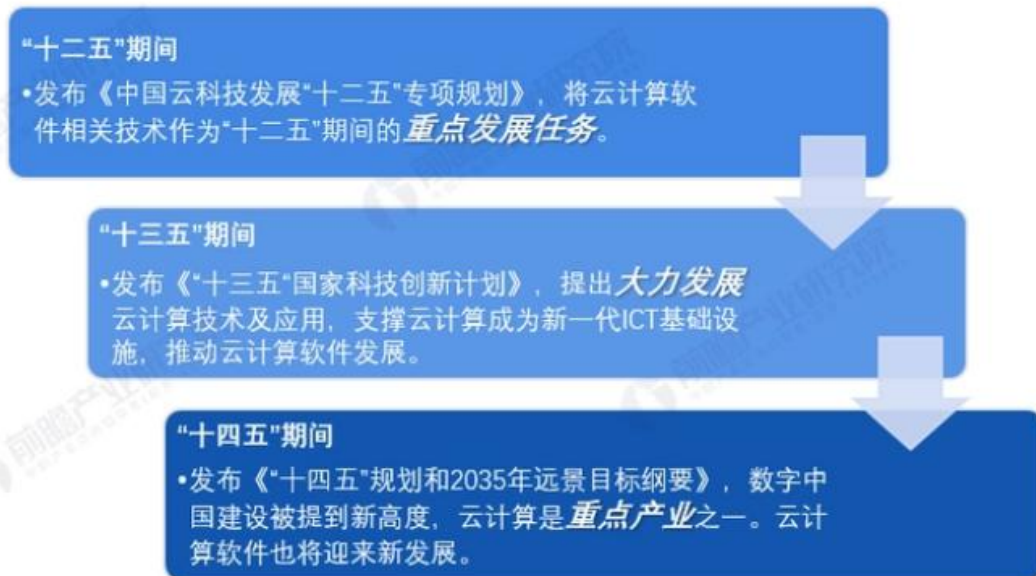 “十二五”期间
•发布《中国云科技发展“十二五”专项规划》，将云计算软
件相关技术作为“十二五”期间的重点发展任务。
“十三五”期间
•发布《“十三五“国家科技创新计划》，提出大力发展
云计算技术及应用，支撑云计算成为新一代ICT基础设
施，推动云计算软件发展。
“十四五”期间
•发布《“十四五”规划和2035年远景目标纲要》，数字中
国建设被提到新高度，云计算是重点产业之一。云计
算软件也将迎来新发展。